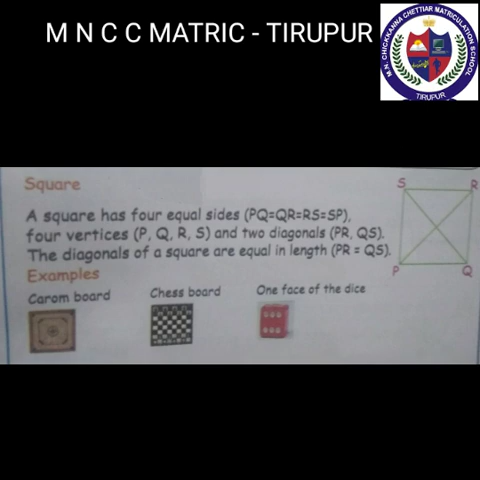 M N C C MATRIC - TIRUPUR
M.N. CHICKKANNA CHETTIAR MATRICULATION SCHOOL
TIRUPUR
Square
S
R
A square has four equal sides (PQ=QR=RS=SP),
four vertices (P, Q, R, S) and two diagonals (PR, QS).
The diagonals of a square are equal in length (PR = QS).
P
Q
Examples
Carom board
Chess board
One face of the dice